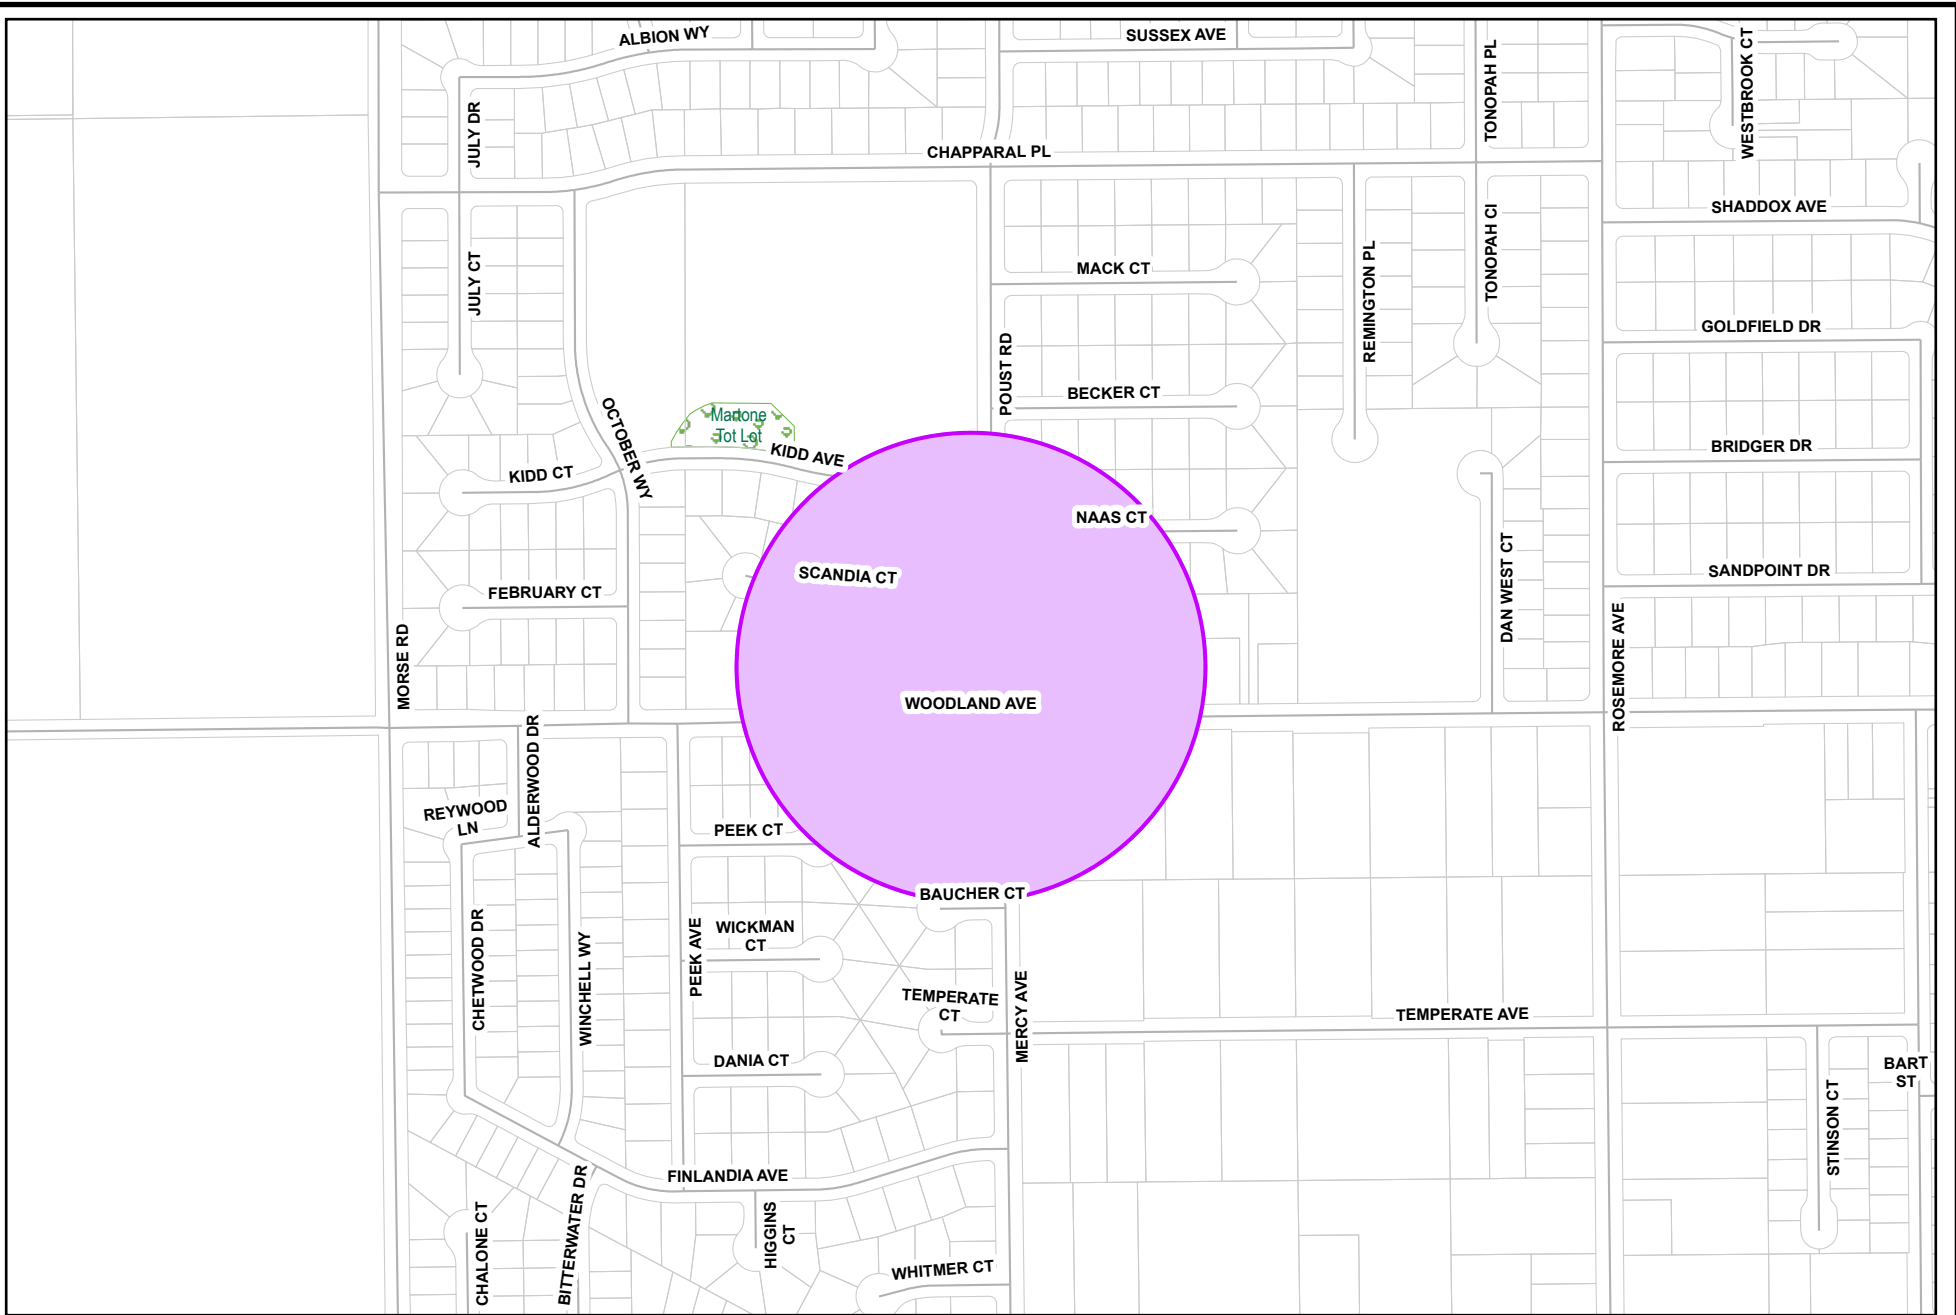 ALBION WY
SUSSEX AVE
TONOPAH PL
WESTBROOK CT
JULY DR
CHAPPARAL PL
SHADDOX AVE
JULY CT
TONOPAH CI
MACK CT
REMINGTON PL
GOLDFIELD DR
POUST RD
BECKER CT
OCTOBER WY
Martone
Tot Lot
KIDD AVE
BRIDGER DR
KIDD CT
NAAS CT
SCANDIA CT
DAN WEST CT
SANDPOINT DR
FEBRUARY CT
MORSE RD
ROSEMORE AVE
WOODLAND AVE
ALDERWOOD DR
REYWOOD
LN
PEEK CT
BAUCHER CT
CHETWOOD DR
WINCHELL WY
PEEK AVE
WICKMAN
CT
TEMPERATE
CT
MERCY AVE
TEMPERATE AVE
DANIA CT
BART
ST
STINSON CT
FINLANDIA AVE
CHALONE CT
BITTERWATER DR
HIGGINS
CT
WHITMER CT